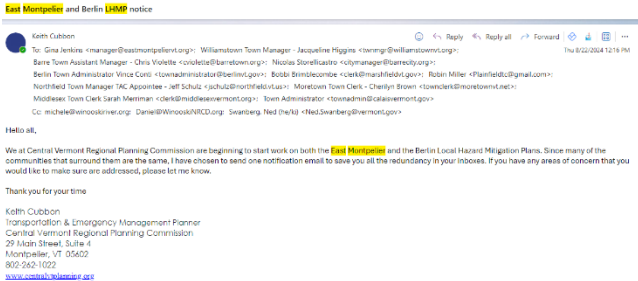 East Montpelier and Berlin LHMP notice
Keith Cubbon
Reply Reply all Forward
Thu 8/22/2024 12:16 PM
To: Gina Jenkins <manager@eastmontpeliervt.org>; Williamstown Town Manager - Jacqueline Higgins <twnmgr@williamstownvt.org>;
Barre Town Assistant Manager - Chris Violette <cviolette@barretown.org>; Nicolas Storellicastro <citymanager@barrecity.org>;
Berlin Town Administrator Vince Conti <townadministrator@berlinvt.gov>; Bobbi Brimblecombe <clerk@marshfieldvt.gov>; Robin Miller <Plainfieldtc@gmail.com>;
Northfield Town Manager TAC Appointee - Jeff Schulz <jschulz@northfield.vt.us>; Moretown Town Clerk - Cherilyn Brown <townclerk@moretownvt.net>;
Middlesex Town Clerk Sarah Merriman <clerk@middlesexvermont.org>; Town Administrator <townadmin@calaisvermont.gov>
Cc: michele@winooskiriver.org; Daniel@WinooskiNRCD.org; Swanberg, Ned (he/ki) <Ned.Swanberg@vermont.gov>
Hello all,
We at Central Vermont Regional Planning Commission are beginning to start work on both the East Montpelier and the Berlin Local Hazard Mitigation Plans. Since many of the
communities that surround them are the same, I have chosen to send one notification email to save you all the redundancy in your inboxes. If you have any areas of concern that you
would like to make sure are addressed, please let me know.
Thank you for your time
Keith Cubbon
Transportation & Emergency Management Planner
Central Vermont Regional Planning Commission
29 Main Street, Suite 4
Montpelier, VT 05602
802-262-1022
www.centralvtplanning.org